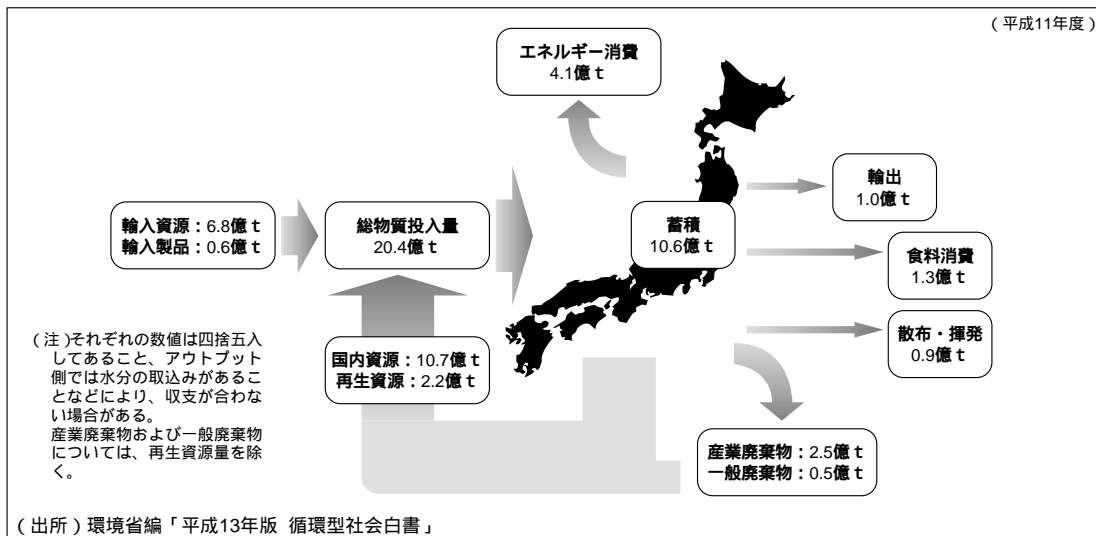 (平成11年度)
エネルギー消費
4.1億t
輸入資源:6.8億t
輸入製品:0.6億t
総物質投入量
20.4億t
蓄積
10.6億t
輸出
1.0億t
食料消費
1.3億t
散布・揮発
0.9億t
国内資源:10.7億t
再生資源:2.2億t
産業廃棄物:2.5億t
一般廃棄物:0.5億t
(注)それぞれの数値は四捨五入
してあること、アウトプット
側では水分の取込みがあるこ
となどにより、収支が合わな
い場合がある。
産業廃棄物および一般廃棄物
については、再生資源量を除
く。
(出所)環境省編「平成13年版 循環型社会白書」